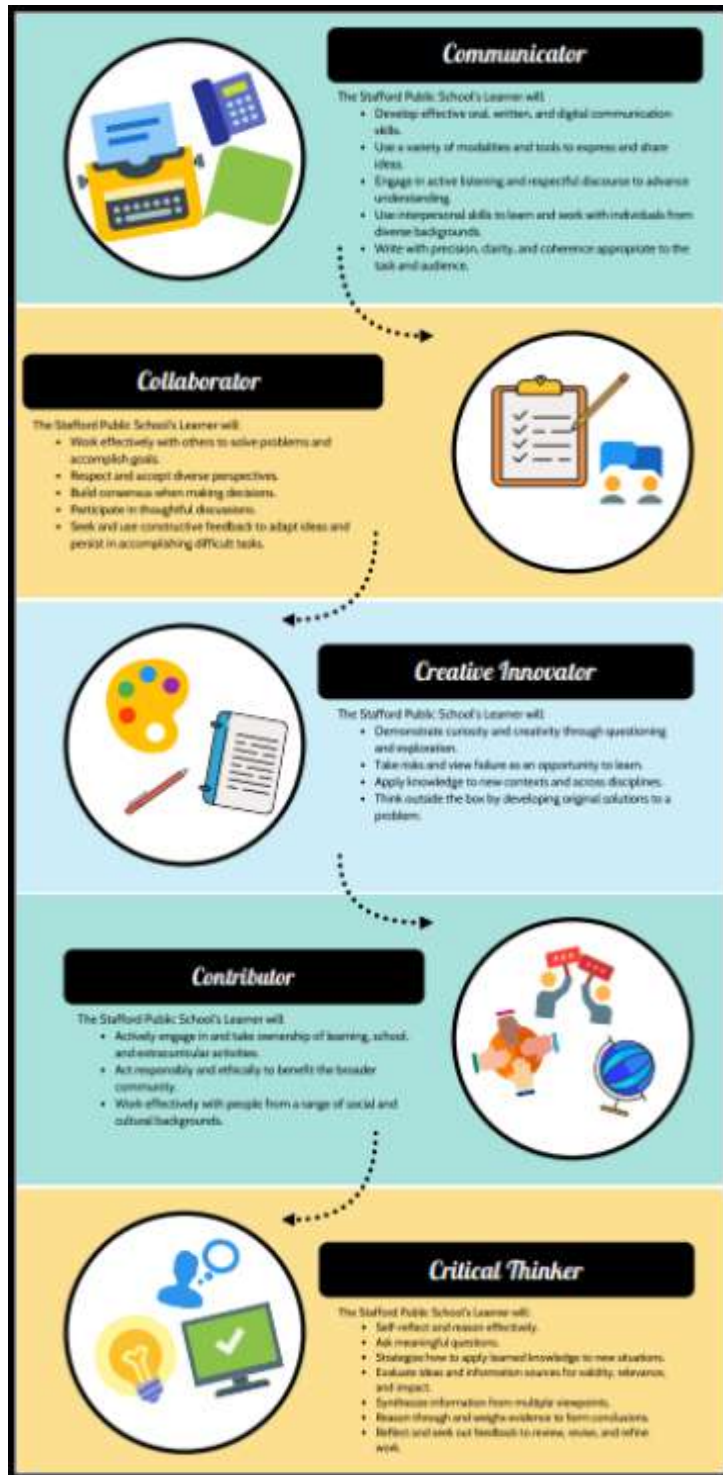 Communicator
The Stafford Public School's Learner will:
• Develop effective oral, written, and digital communication
skills.
• Use a variety of modalities and tools to express and share
ideas.
• Engage in active listening and respectful discourse to advance
understanding.
• Use interpersonal skills to learn and work with individuals from
diverse backgrounds.
• Write with precision, clarity, and coherence appropriate to the
task and audience.
Collaborator
The Stafford Public School's Learner will:
• Work effectively with others to solve problems and
accomplish goals.
• Respect and accept diverse perspectives.
• Build consensus when making decisions.
• Participate in thoughtful discussions.
• Seek and use constructive feedback to adapt ideas and
persist in accomplishing difficult tasks.
Creative Innovator
The Stafford Public School's Learner will:
• Demonstrate curiosity and creativity through questioning
and exploration.
• Take risks and view failure as an opportunity to learn.
• Apply knowledge to new contexts and across disciplines.
• Think outside the box by developing original solutions to a
problem.
Contributor
The Stafford Public School's Learner will:
• Actively engage in and take ownership of learning, school,
and extracurricular activities.
• Act responsibly and ethically to benefit the broader
community.
• Work effectively with people from a range of social and
cultural backgrounds.
Critical Thinker
The Stafford Public School's Learner will:
• Self-reflect and reason effectively.
• Ask meaningful questions.
• Strategize how to apply learned knowledge to new situations.
• Evaluate ideas and information sources for validity, relevance,
and impact.
• Synthesize information from multiple viewpoints.
• Reason through and weighs evidence to form conclusions.
• Reflect and seek out feedback to review, revise, and refine
work.